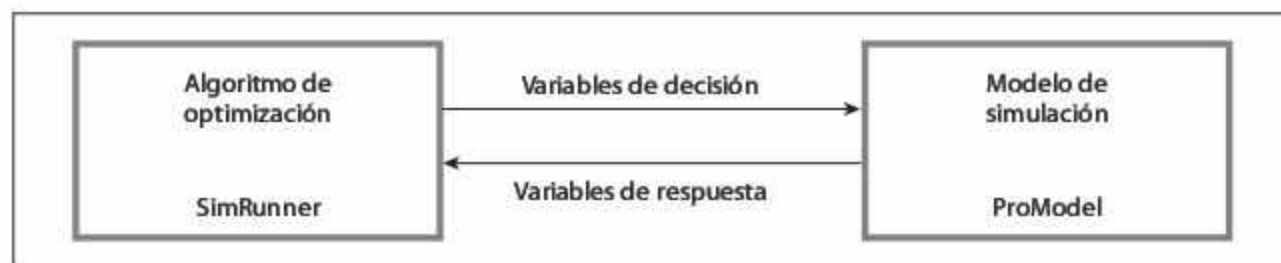 Algoritmo de
optimización
SimRunner
Variables de decisión
Variables de respuesta
Modelo de
simulación
ProModel